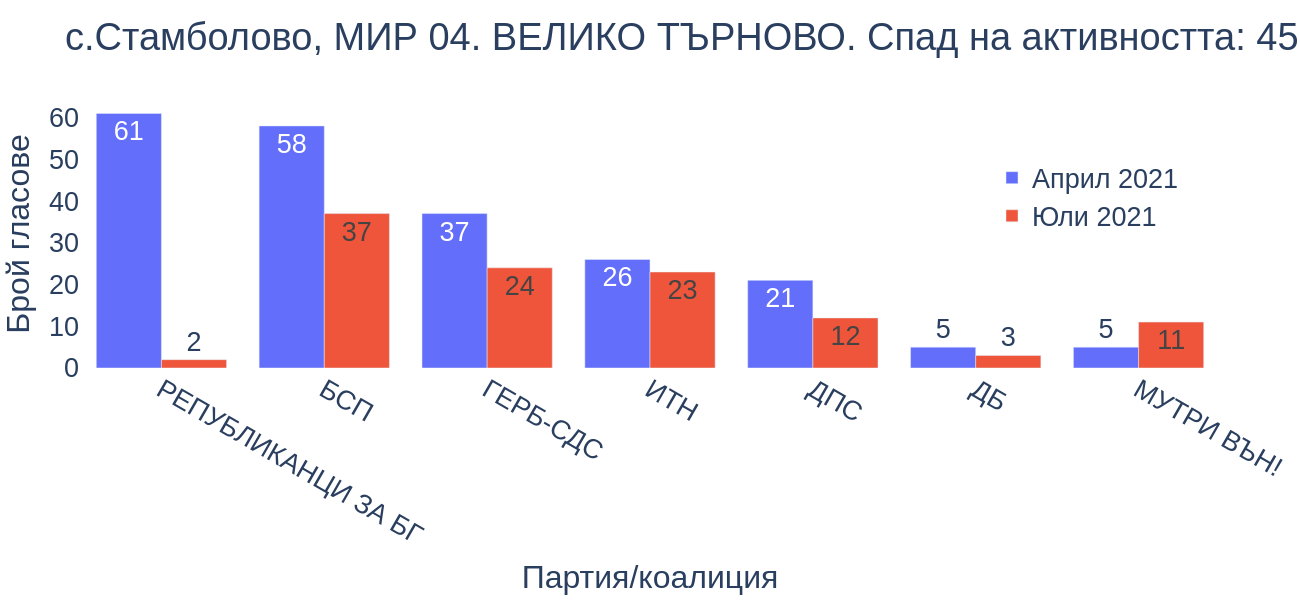 с.Стамболово, МИР 04. ВЕЛИКО ТЪРНОВО. Спад на активността: 45
Брой гласове
60
50
40
30
20
10
0
61
2
58
37
37
24
26
23
21
12
5
3
5
11
Април 2021
Юли 2021
РЕПУБЛИКАНЦИ ЗА БГ
БСП
ГЕРБ-СДС
ИТН
ДПС
ДБ
МУТРИ ВЪН!
Партия/коалиция